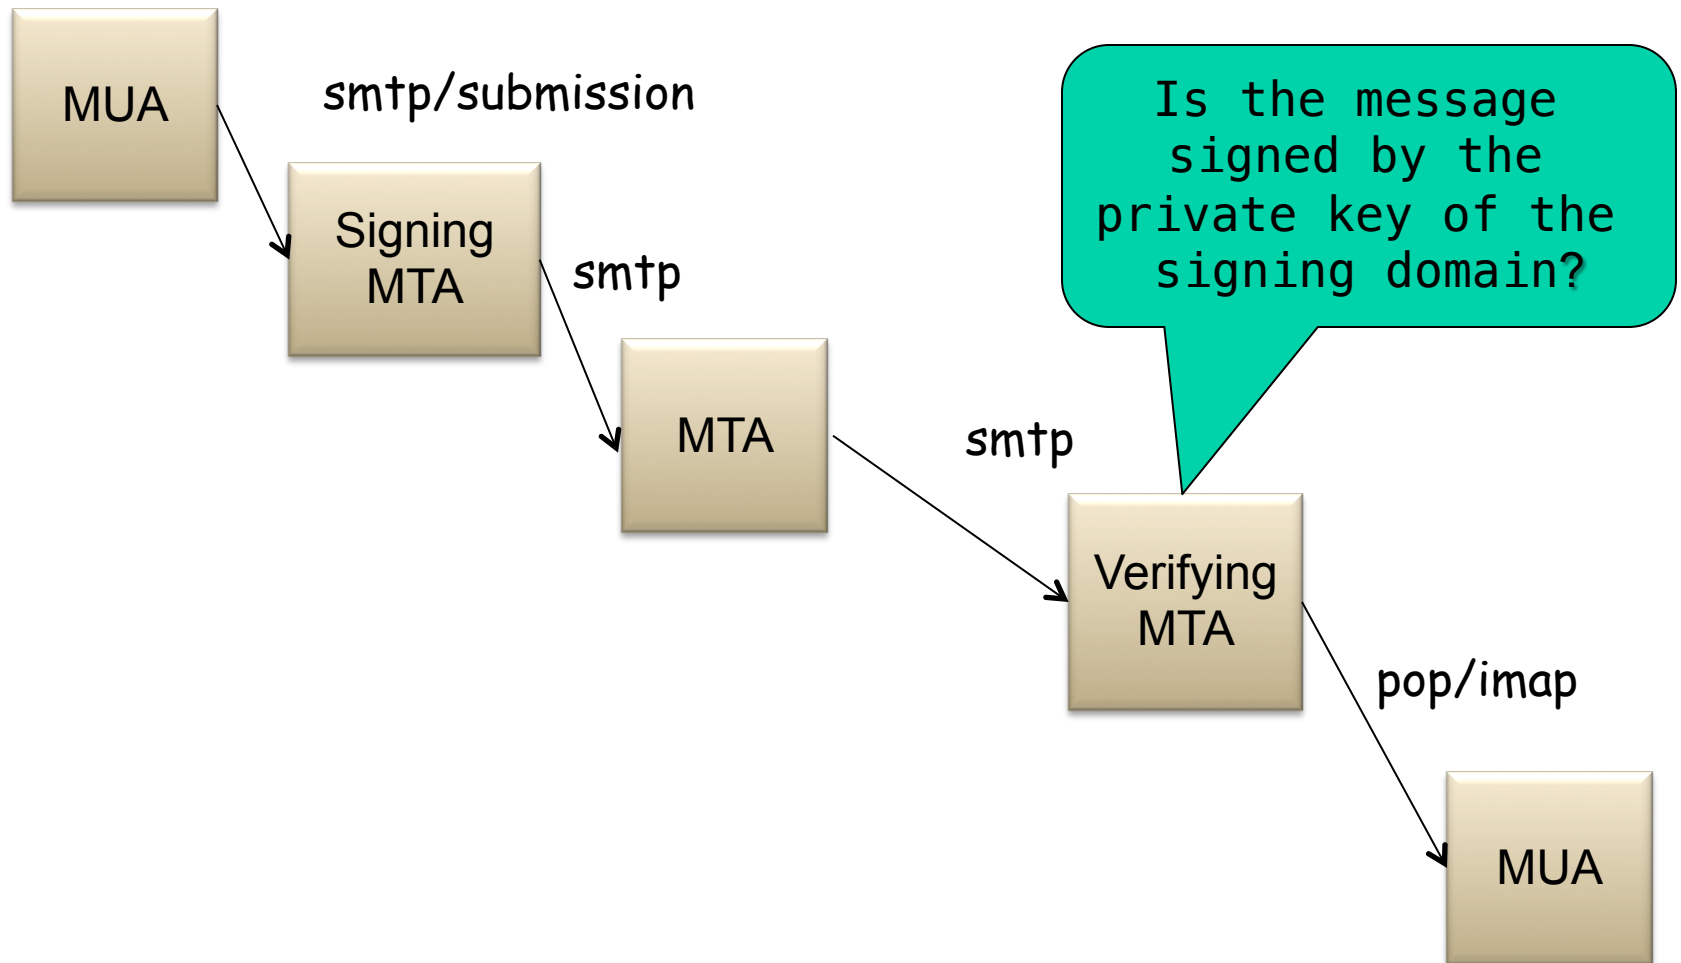 MUA
smtp/submission
Signing
MTA
smtp
MTA
smtp
Is the message
signed by the
private key of the
signing domain?
Verifying
MTA
pop/imap
MUA